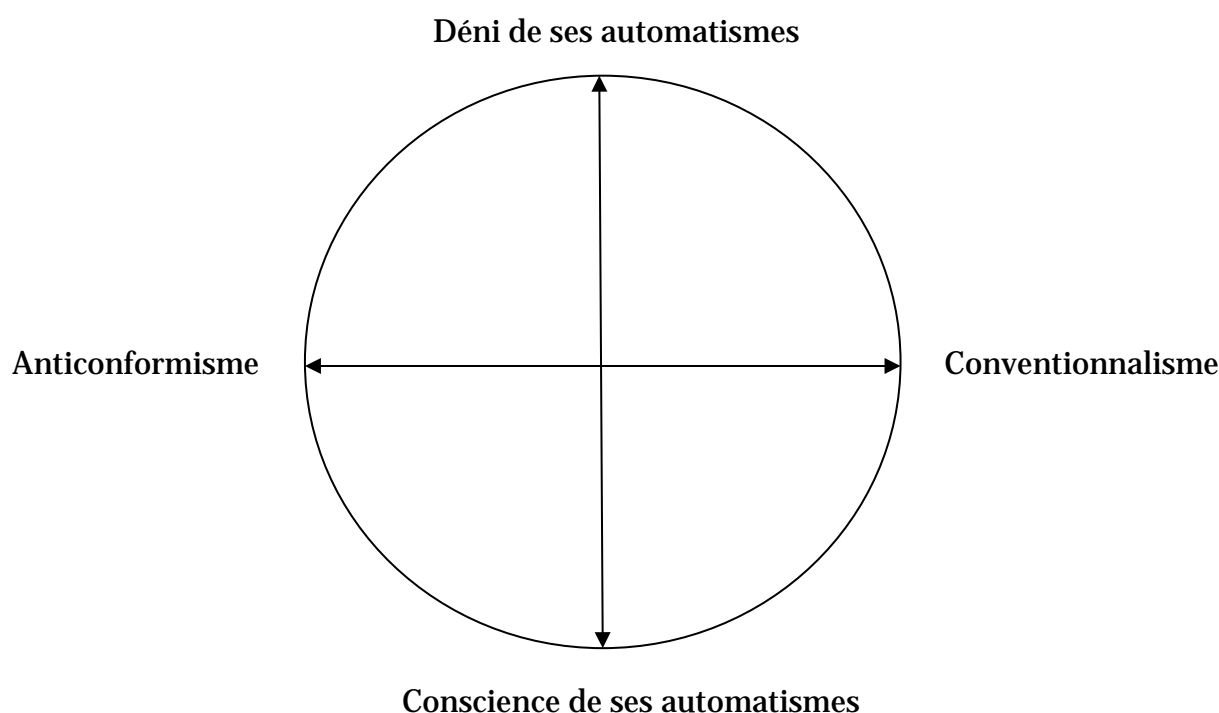 Déni de ses automatismes
Anticonformisme
Conventionnalisme
Conscience de ses automatismes